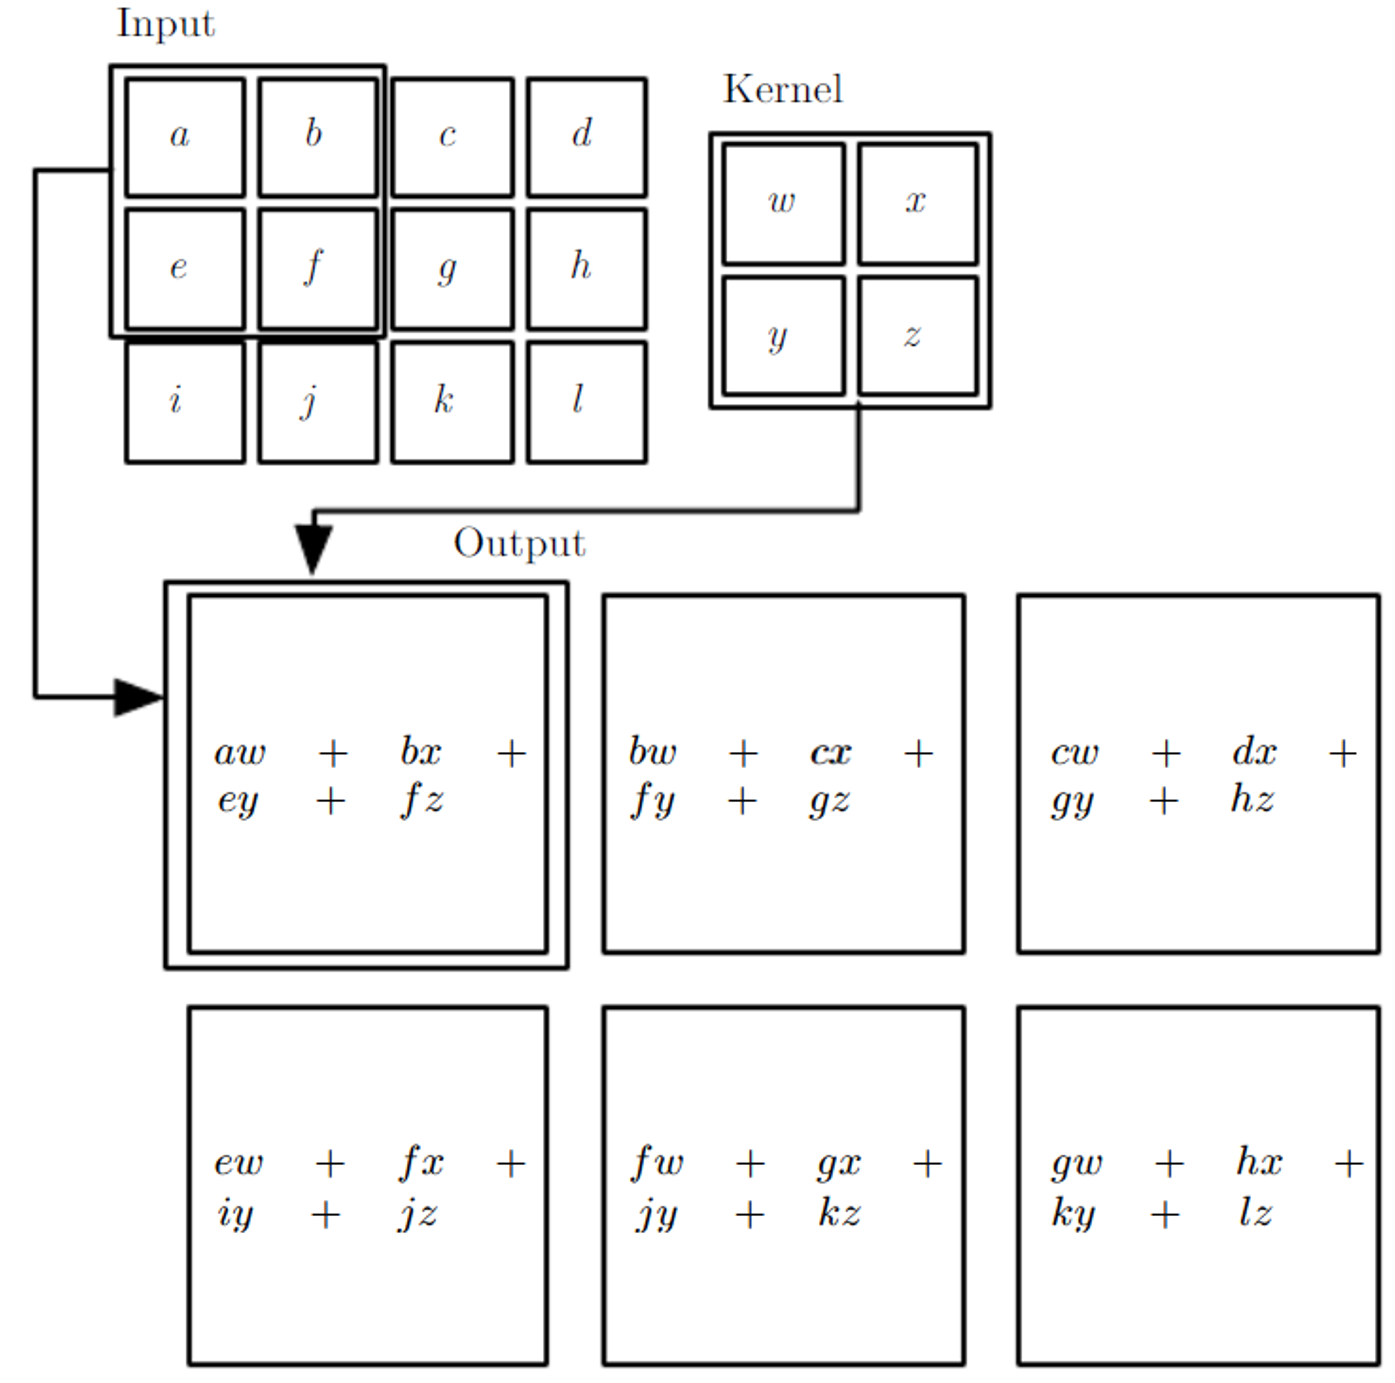 Input
Kernel
a b c d
e f g h
i j k l
w x
y z
Output
aw + bx +
ey + fz
bw + cx +
fy + gz
cw + dx +
gy + hz
ew + fx +
iy + jz
fw + gx +
jy + kz
gw + hx +
ky + lz